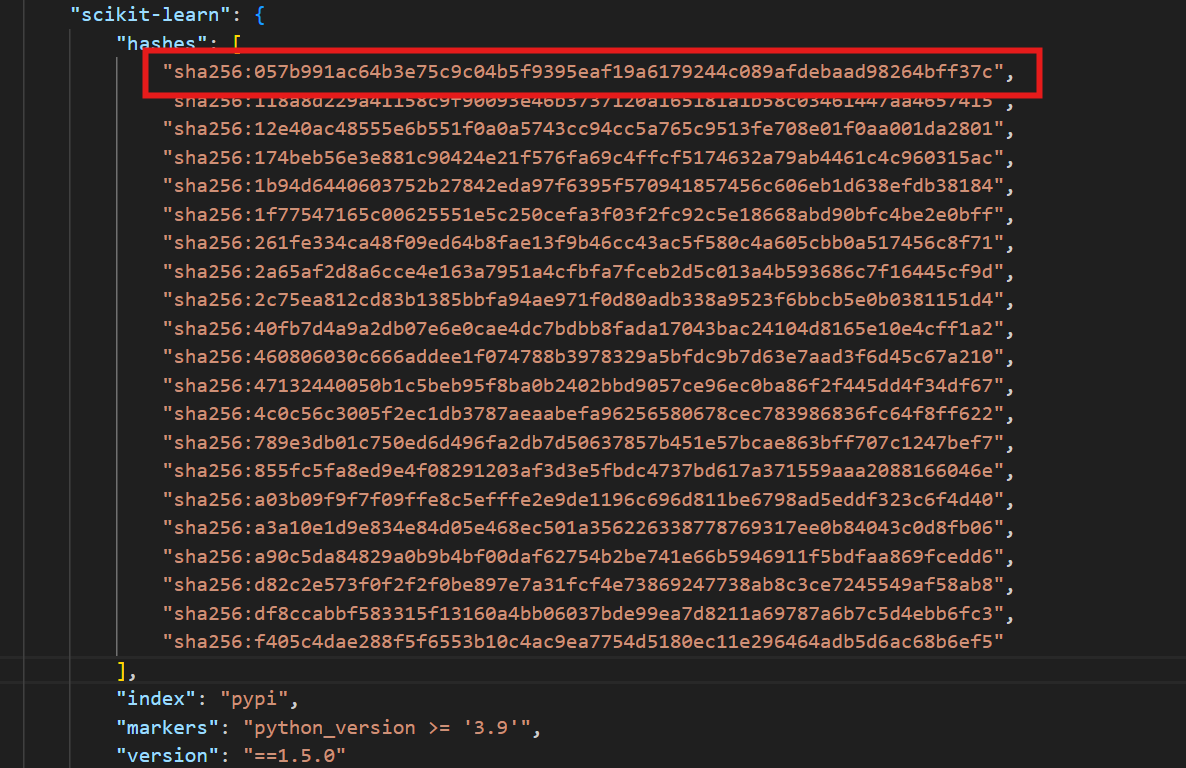 "scikit-learn": {
"hashes": [
"sha256:057b991ac64b3e75c9c04b5f9395eaf19a6179244c089afdebaad98264bff37c",
"sha256:118a8d229a41158c9f90093e46b3737120a165181a1b58c03461447aa4657415",
"sha256:12e40ac48555e6b551f0a0a5743cc94cc5a765c9513fe708e01f0aa001da2801",
"sha256:174beb56e3e881c90424e21f576fa69c4ffcf5174632a79ab4461c4c960315ac",
"sha256:1b94d6440603752b27842eda97f6395f570941857456c606eb1d638efdb38184",
"sha256:1f77547165c00625551e5c250cefa3f03f2fc92c5e18668abd90bfc4be2e0bff",
"sha256:261fe334ca48f09ed64b8fae13f9b46cc43ac5f580c4a605cbb0a517456c8f71",
"sha256:2a65af2d8a6cce4e163a7951a4cfbfa7fceb2d5c013a4b593686c7f16445cf9d",
"sha256:2c75ea812cd83b1385bbfa94ae971f0d80adb338a9523f6bbcb5e0b0381151d4",
"sha256:40fb7d4a9a2db07e6e0cae4dc7bdbb8fada17043bac24104d8165e10e4cff1a2",
"sha256:460806030c666addee1f074788b3978329a5bfdc9b7d63e7aad3f6d45c67a210",
"sha256:47132440050b1c5beb95f8ba0b2402bbd9057ce96ec0ba86f2f445dd4f34df67",
"sha256:4c0c56c3005f2ec1db3787aeaabefa96256580678cec783986836fc64f8ff622",
"sha256:789e3db01c750ed6d496fa2db7d50637857b451e57bcae863bff707c1247bef7",
"sha256:855fc5fa8ed9e4f08291203af3d3e5fbdc4737bd617a371559aaa2088166046e",
"sha256:a03b09f9f7f09ffe8c5efffe2e9de1196c696d811be6798ad5eddf323c6f4d40",
"sha256:a3a10e1d9e834e84d05e468ec501a356226338778769317ee0b84043c0d8fb06",
"sha256:a90c5da84829a0b9b4bf00daf62754b2be741e66b5946911f5bdfaa869fcedd6",
"sha256:d82c2e573f0f2f2f0be897e7a31fcf4e73869247738ab8c3ce7245549af58ab8",
"sha256:df8ccabbf583315f13160a4bb06037bde99ea7d8211a69787a6b7c5d4ebb6fc3",
"sha256:f405c4dae288f5f6553b10c4ac9ea7754d5180ec11e296464adb5d6ac68b6ef5"
],
"index": "pypi",
"markers": "python_version >= '3.9'",
"version": "==1.5.0"